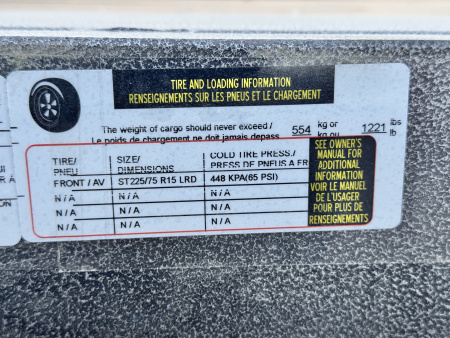 TIRE AND LOADING INFORMATION
RENSEIGNEMENTS SUR LES PNEUS ET LE CHARGEMENT
The weight of cargo should never exceed / 554 kg or 1221 lbs
Le poids de chargement ne doit jamais depass kg ou lb
TIRE/ SIZE/ COLD TIRE PRESS./
PNEU DIMENSIONS PRESS DE PNEUS A FR
FRONT / AV ST225/75 R15 LRD 448 KPA(65 PSI)
N/A N/A N/A
N/A N/A N/A
N/A N/A N/A
SEE OWNER'S
MANUAL FOR
ADDITIONAL
INFORMATION
VOIR LE MANUEL
DE L'USAGER
POUR PLUS DE
RENSEIGNEMENTS